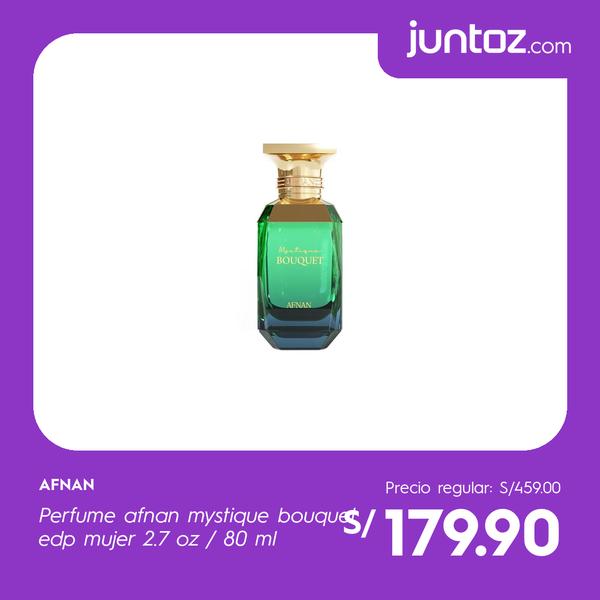 juntoz.com
Mystique
BOUQUET
AFNAN
AFNAN
Perfume afnan mystique bouquet
edp mujer 2.7 oz / 80 ml
Precio regular: S/459.00
S/ 179.90